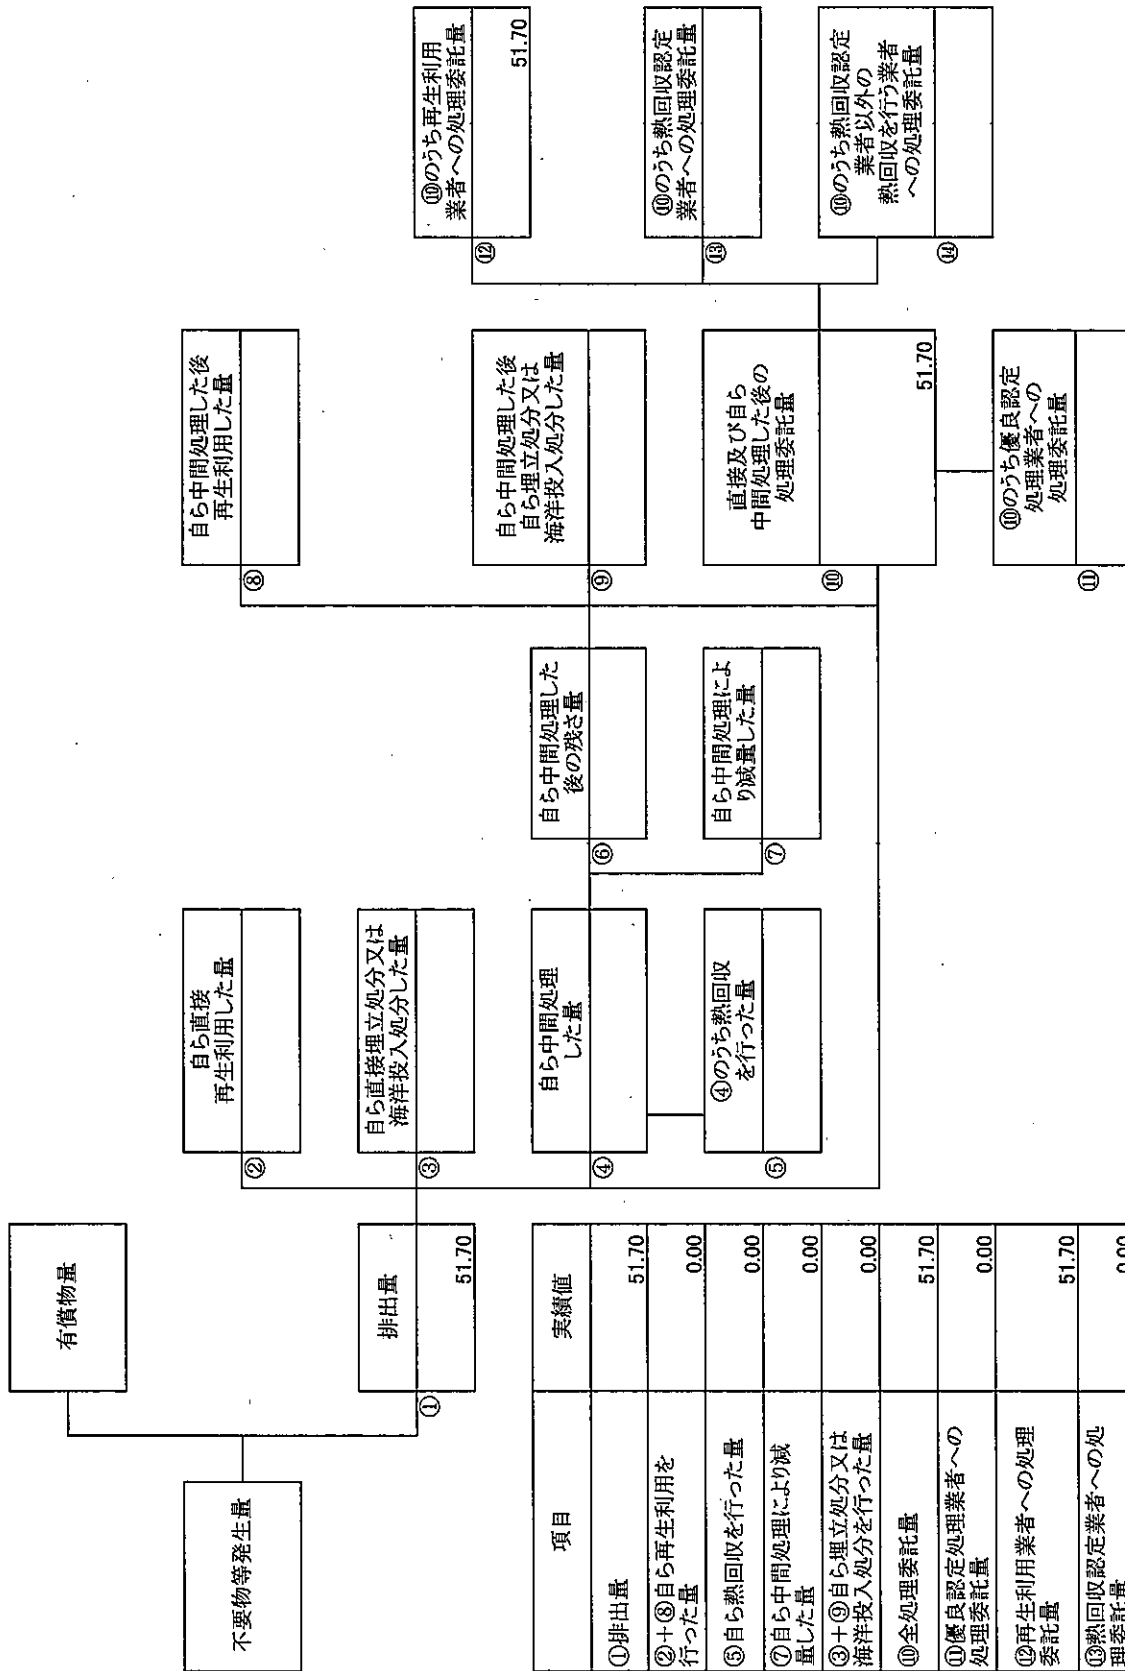 不要物等発生量
有償物量
排出量
①
51.70
②
自ら直接
再生利用した量
③
自ら直接埋立処分又は
海洋投入処分した量
④
自ら中間処理
した量
⑤
④のうち熱回収
を行った量
⑥
自ら中間処理した
後の残さ量
⑦
自ら中間処理によ
り減量した量
⑧
自ら中間処理した後
再生利用した量
⑨
自ら中間処理した後
自ら埋立処分又は
海洋投入処分した量
⑩
直接及び自ら
中間処理した後の
処理委託量
51.70
⑪
⑩のうち優良認定
処理業者への
処理委託量
⑫
⑩のうち再生利用
業者への処理委託量
51.70
⑬
⑩のうち熱回収認定
業者への処理委託量
⑭
⑩のうち熱回収認定
業者以外の
熱回収を行う業者
への処理委託量
項目 実績値
①排出量 51.70
②+⑧自ら再生利用を
行った量 0.00
⑤自ら熱回収を行った量 0.00
⑦自ら中間処理により減
量した量 0.00
③+⑨自ら埋立処分又は
海洋投入処分を行った量 0.00
⑩全処理委託量 51.70
⑪優良認定処理業者への
処理委託量 0.00
⑫再生利用業者への処理
委託量 51.70
⑬熱回収認定業者への処
理委託量 0.00